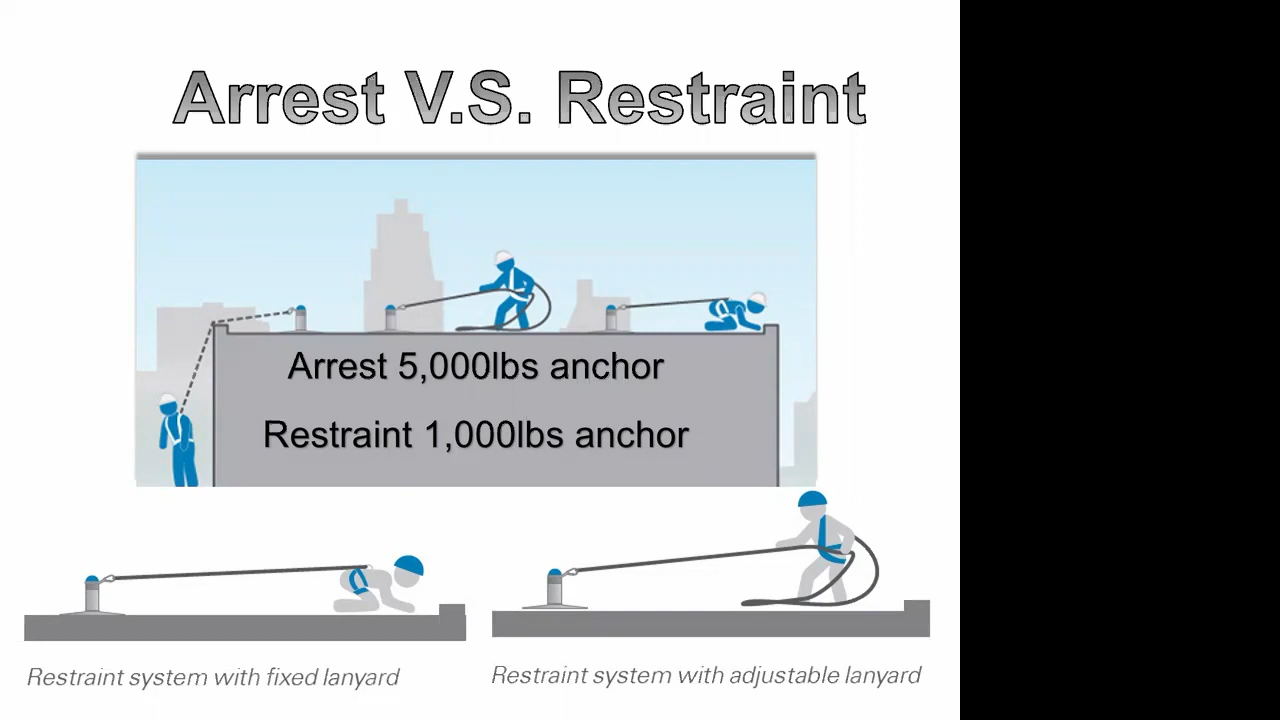 Arrest V.S. Restraint
Arrest 5,000lbs anchor
Restraint 1,000lbs anchor
Restraint system with fixed lanyard
Restraint system with adjustable lanyard